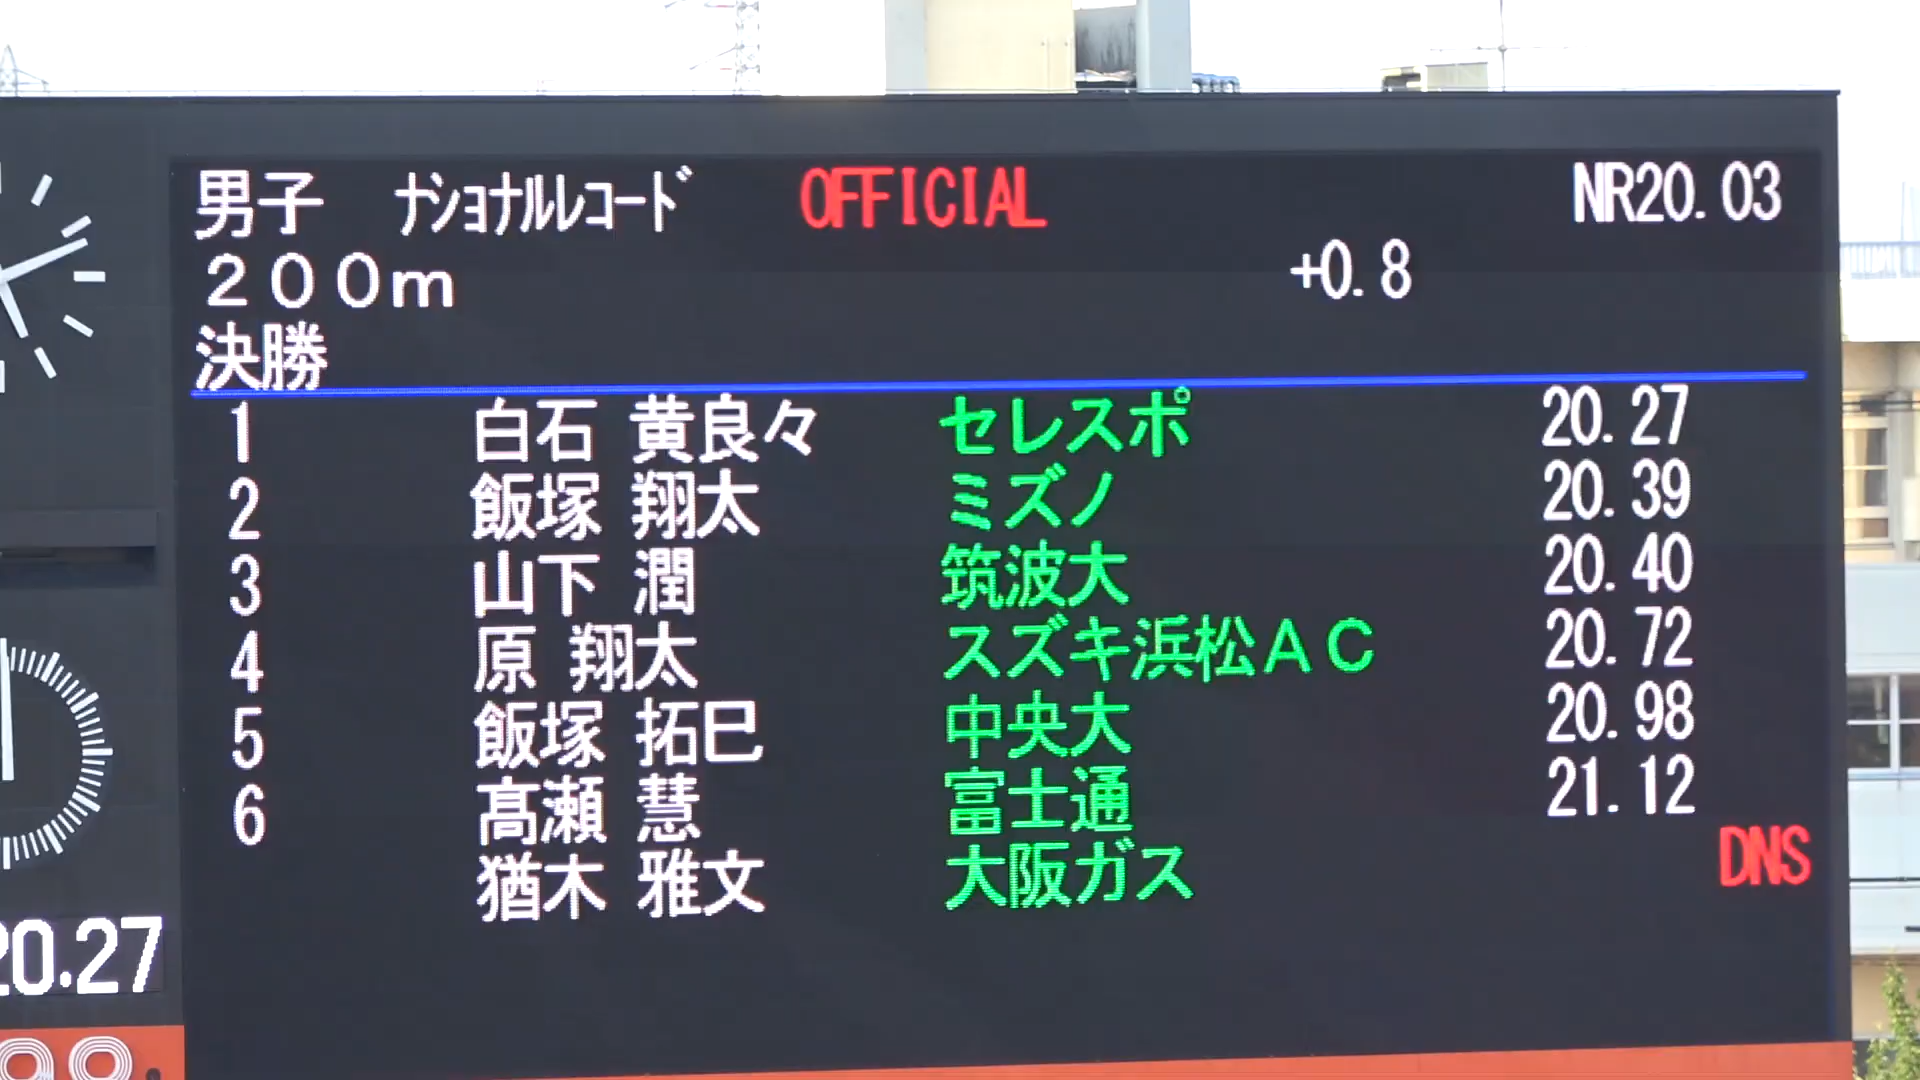 男子 ﾅｼｮﾅﾙﾚｺｰﾄﾞ OFFICIAL NR20.03
２００ｍ +0.8
決勝
1 白石 黄良々 セレスポ 20.27
2 飯塚 翔太 ミズノ 20.39
3 山下 潤 筑波大 20.40
4 原 翔太 スズキ浜松ＡＣ 20.72
5 飯塚 拓巳 中央大 20.98
6 髙瀬 慧 富士通 21.12
猶木 雅文 大阪ガス DNS
20.27